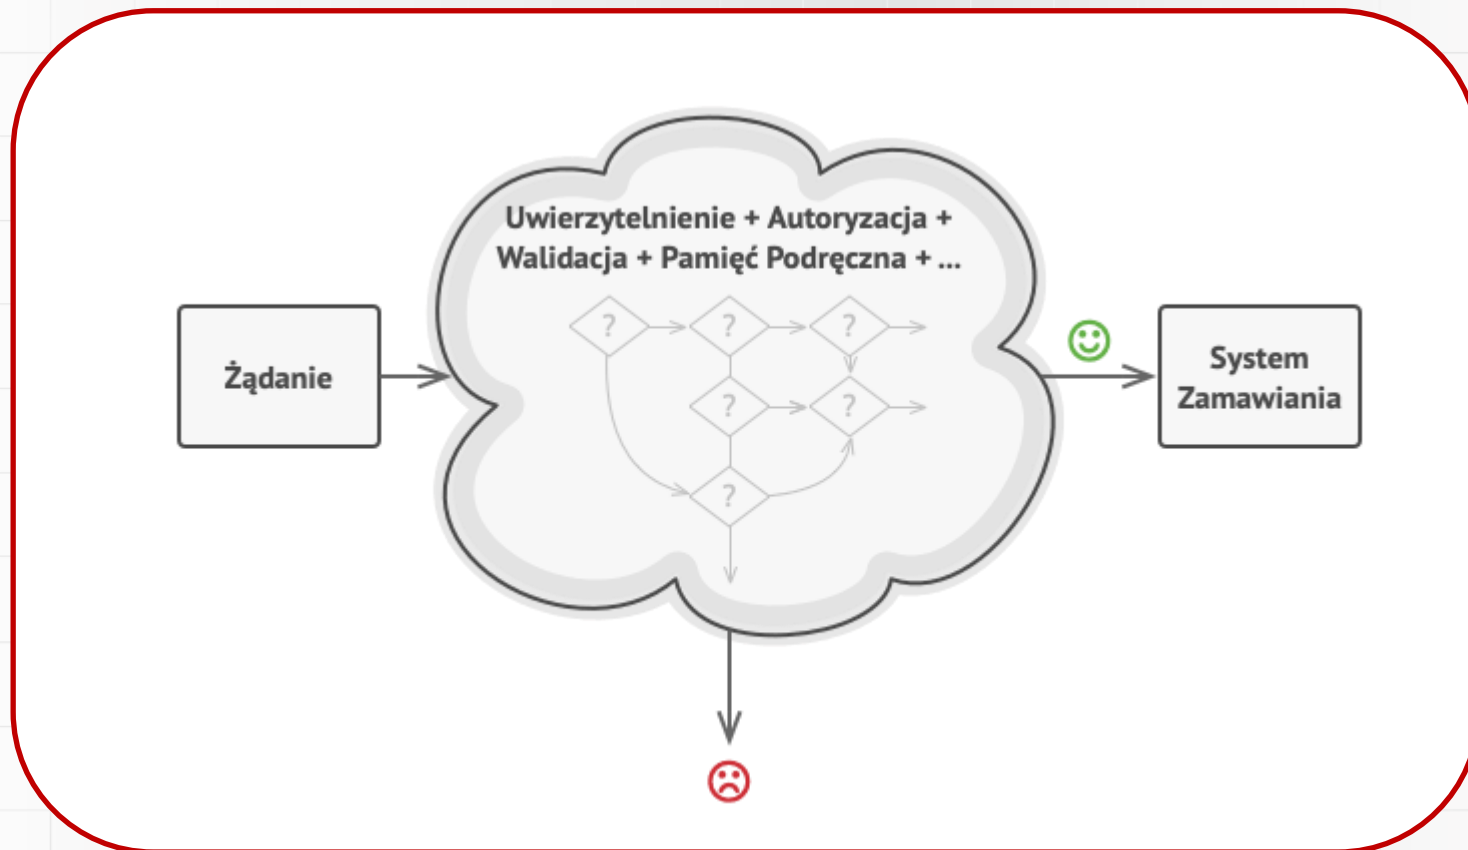 Uwierzytelnienie + Autoryzacja +
Walidacja + Pamięć Podręczna + ...
? ? ?
Żądanie
? ?
System
Zamawiania
?